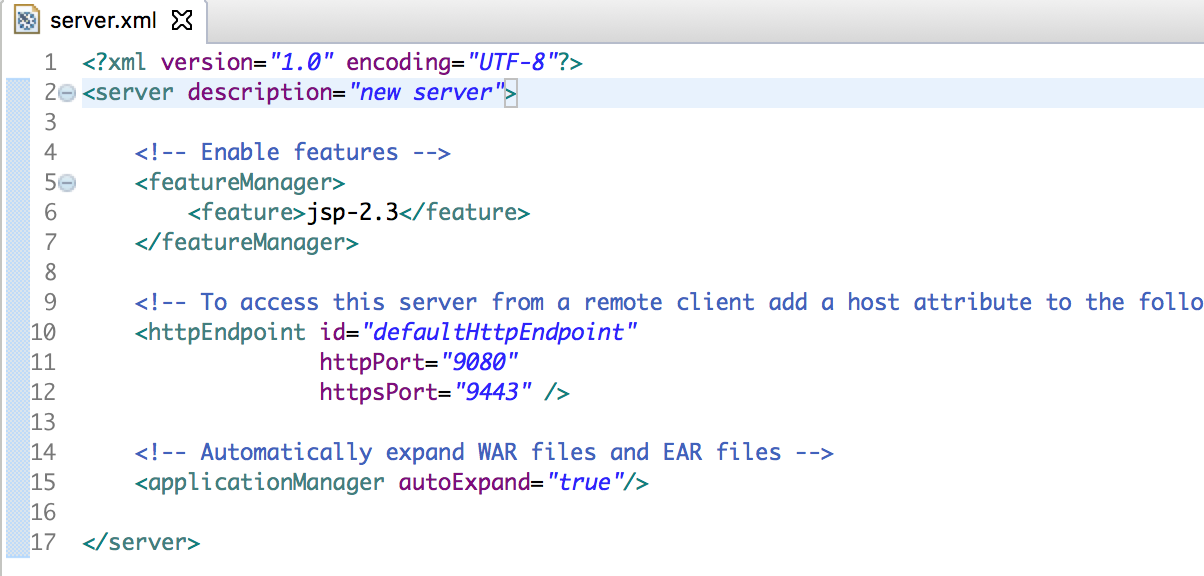 server.xml
1 <?xml version="1.0" encoding="UTF-8"?>
2 <server description="new server">
3
4 <!-- Enable features -->
5 <featureManager>
6 <feature>jsp-2.3</feature>
7 </featureManager>
8
9 <!-- To access this server from a remote client add a host attribute to the follo
10 <httpEndpoint id="defaultHttpEndpoint"
11 httpPort="9080"
12 httpsPort="9443" />
13
14 <!-- Automatically expand WAR files and EAR files -->
15 <applicationManager autoExpand="true"/>
16
17 </server>